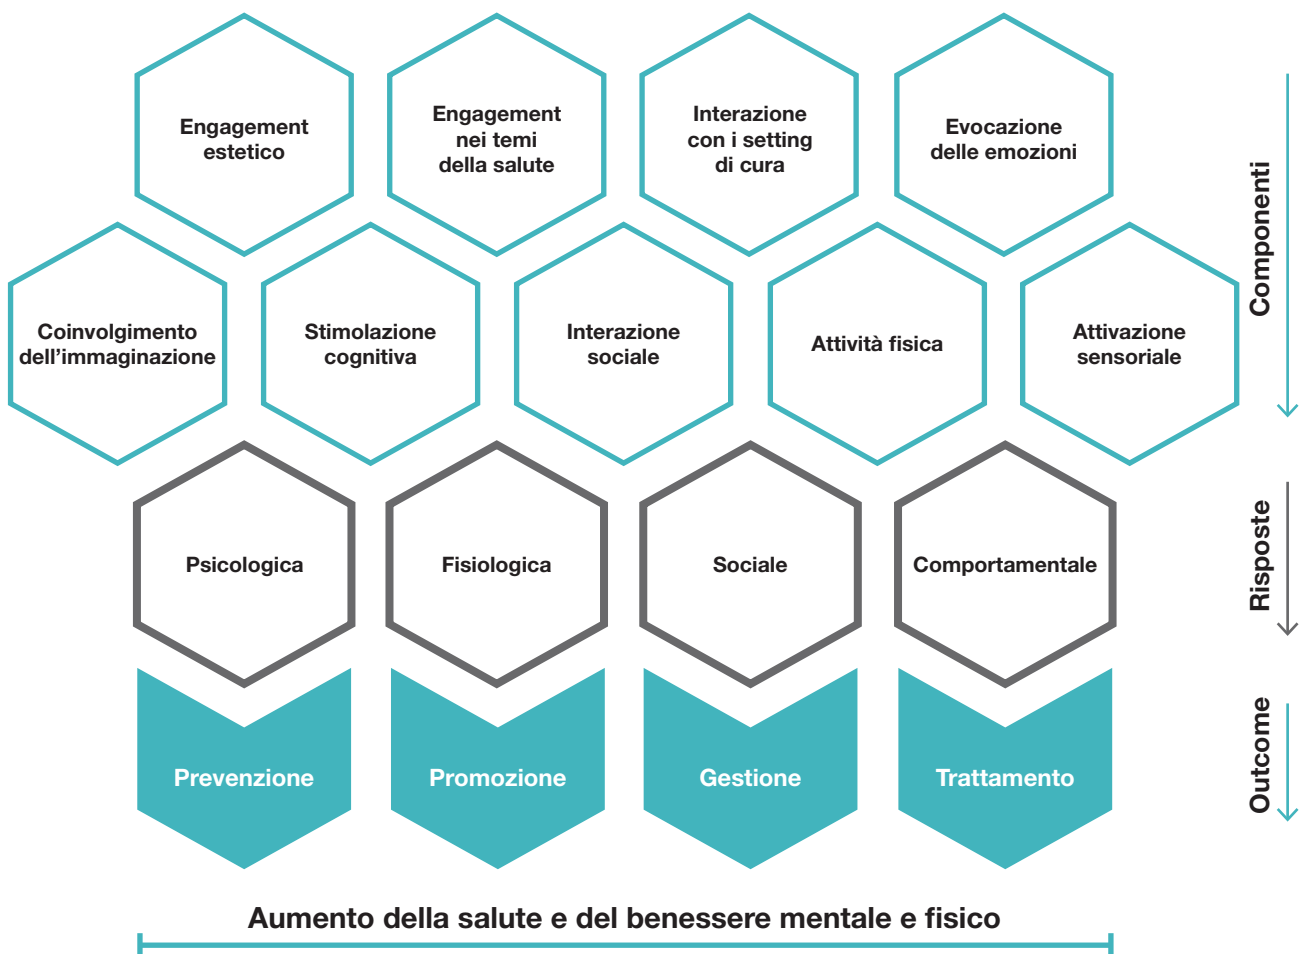 Engagement
estetico
Engagement
nei temi
della salute
Interazione
con i setting
di cura
Evocazione
delle emozioni
Componenti
Coinvolgimento
dell’immaginazione
Stimolazione
cognitiva
Interazione
sociale
Attività fisica
Attivazione
sensoriale
Psicologica
Fisiologica
Sociale
Comportamentale
Risposte
Prevenzione
Promozione
Gestione
Trattamento
Outcome
Aumento della salute e del benessere mentale e fisico